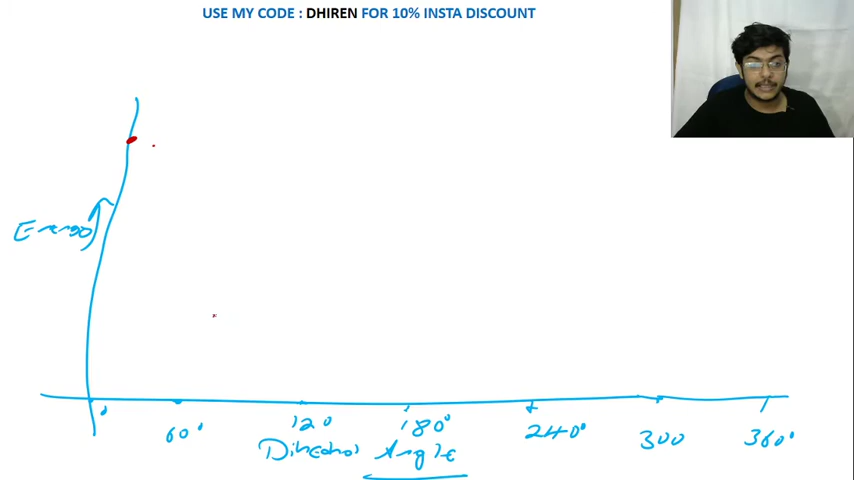 USE MY CODE : DHIREN FOR 10% INSTA DISCOUNT
Energy
0
60° 120 180° 240° 300 360°
Dihedral Angle